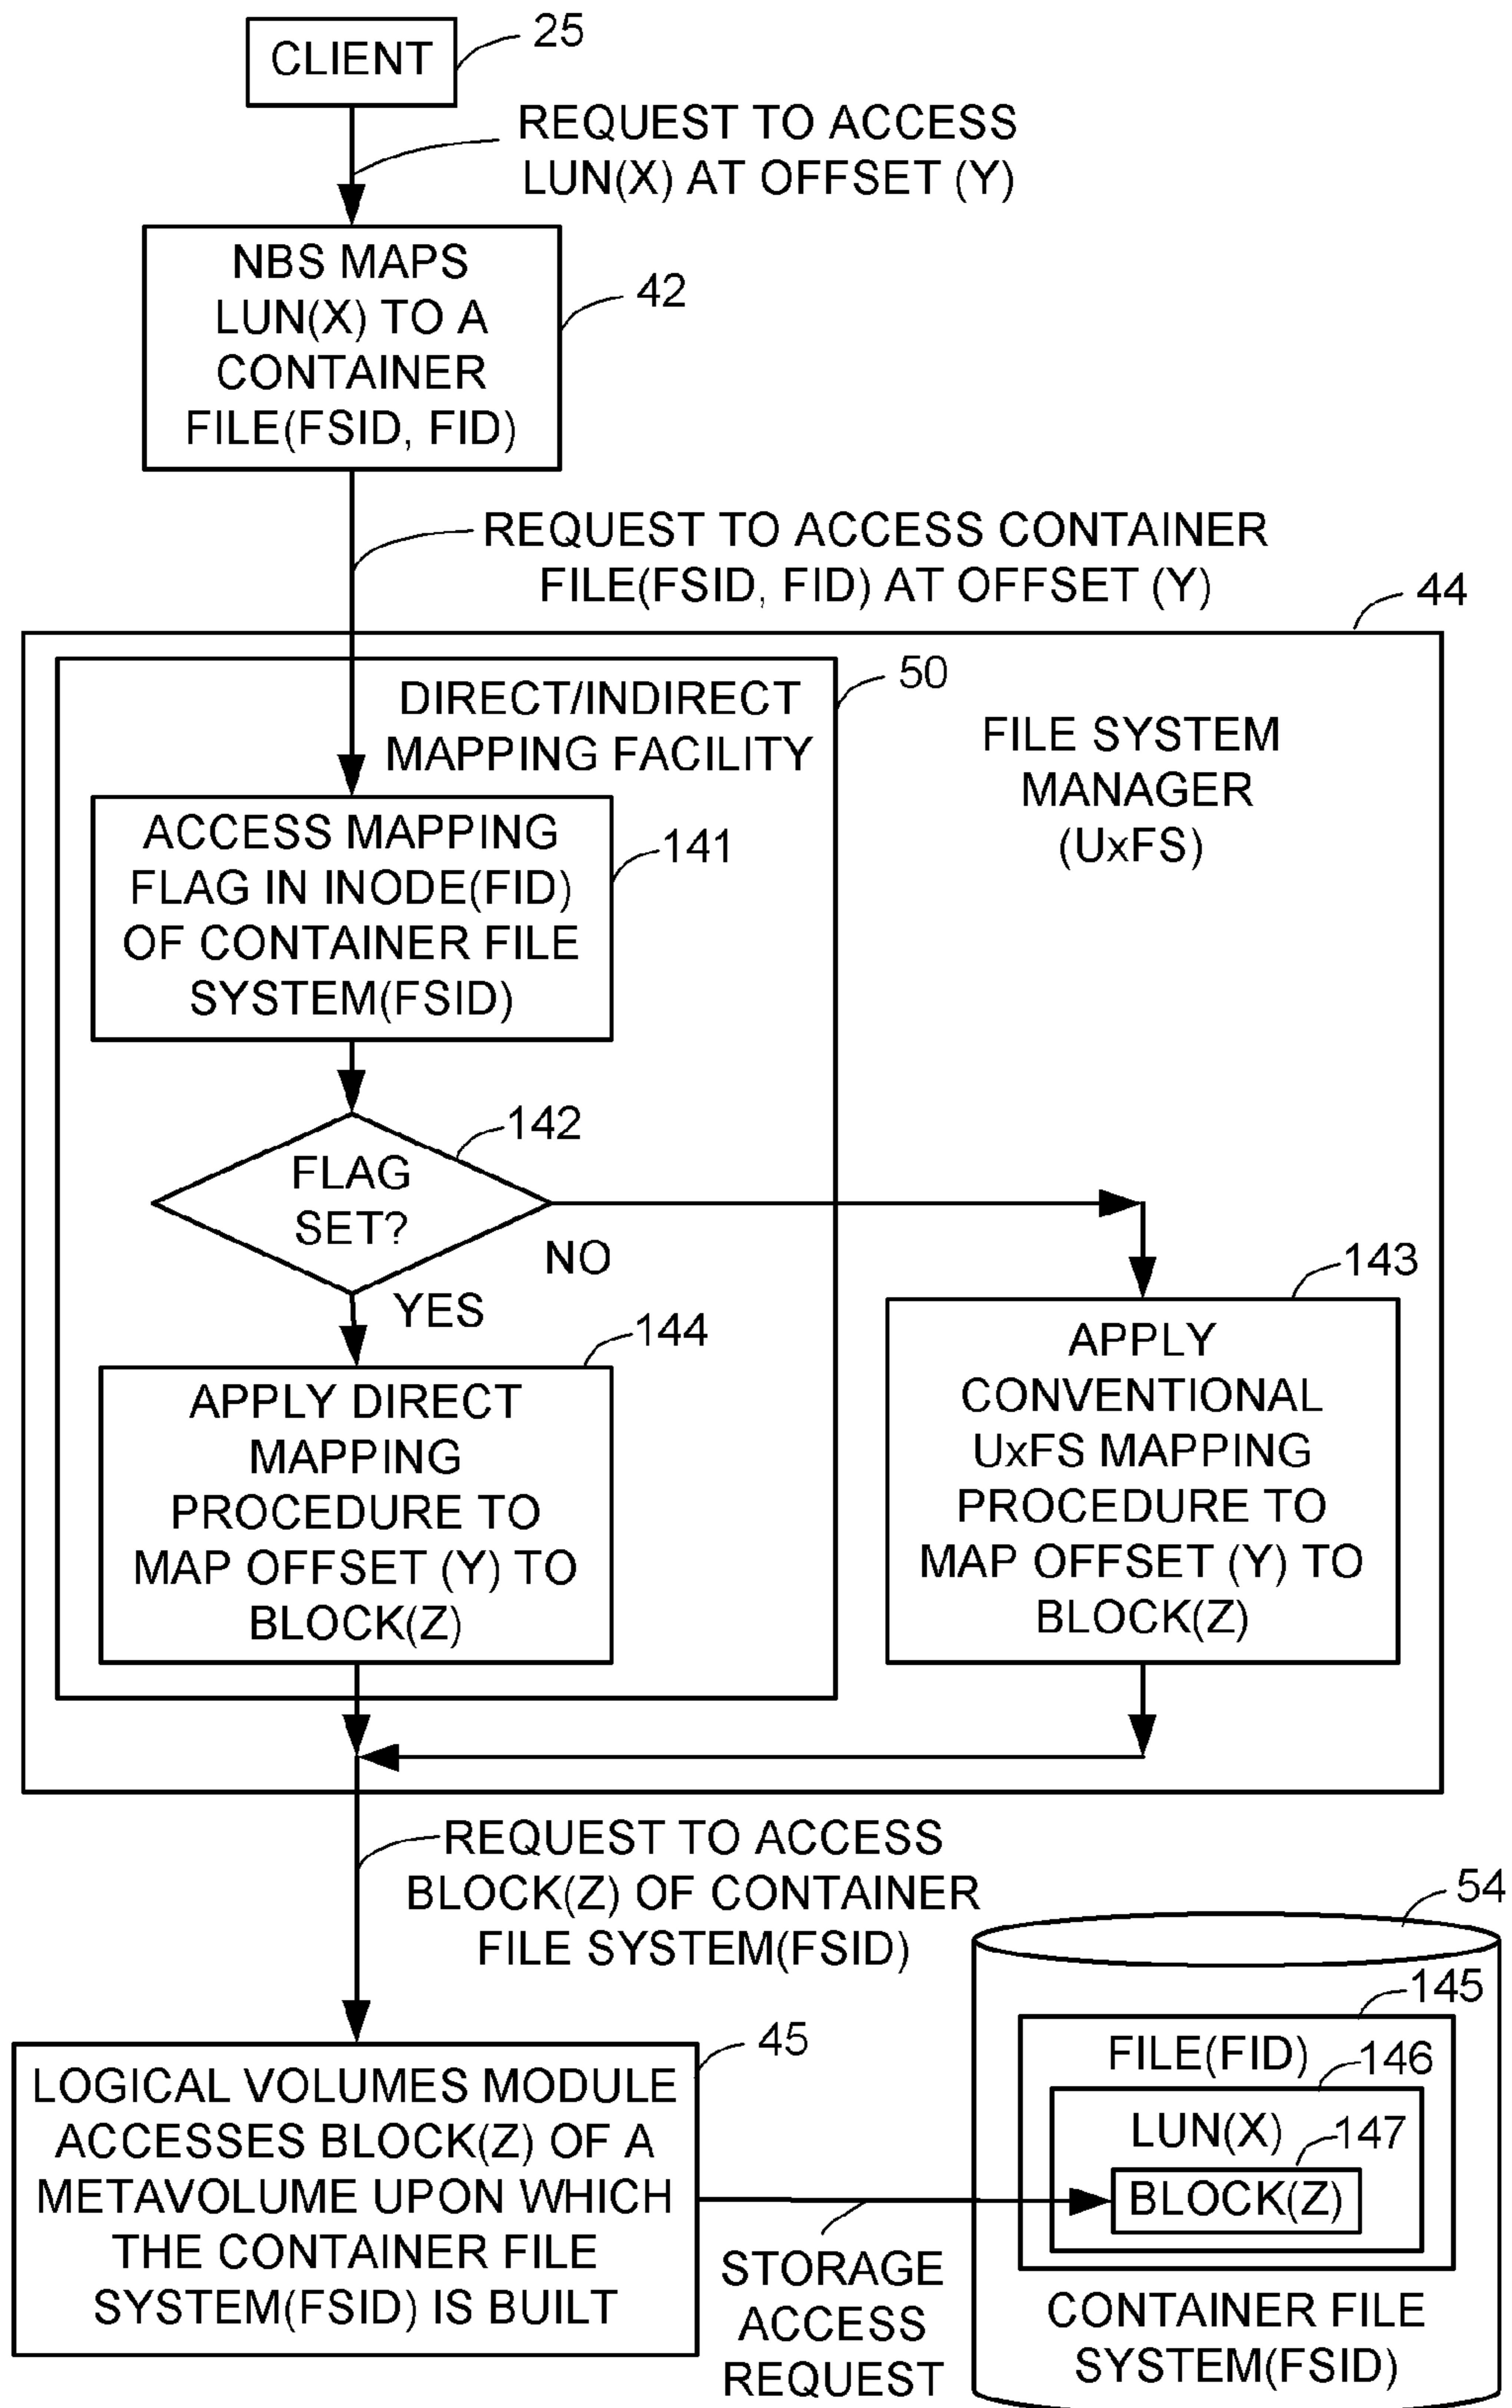 CLIENT
25
REQUEST TO ACCESS
LUN(X) AT OFFSET (Y)
NBS MAPS
LUN(X) TO A
CONTAINER
FILE(FSID, FID)
42
REQUEST TO ACCESS CONTAINER
FILE(FSID, FID) AT OFFSET (Y)
44
50
DIRECT/INDIRECT
MAPPING FACILITY
FILE SYSTEM
MANAGER
(UxFS)
ACCESS MAPPING
FLAG IN INODE(FID)
OF CONTAINER FILE
SYSTEM(FSID)
141
142
FLAG
SET?
NO
YES
143
144
APPLY DIRECT
MAPPING
PROCEDURE TO
MAP OFFSET (Y) TO
BLOCK(Z)
APPLY
CONVENTIONAL
UxFS MAPPING
PROCEDURE TO
MAP OFFSET (Y) TO
BLOCK(Z)
REQUEST TO ACCESS
BLOCK(Z) OF CONTAINER
FILE SYSTEM(FSID)
54
45
LOGICAL VOLUMES MODULE
ACCESSES BLOCK(Z) OF A
METAVOLUME UPON WHICH
THE CONTAINER FILE
SYSTEM(FSID) IS BUILT
145
FILE(FID)
146
LUN(X)
147
BLOCK(Z)
STORAGE
ACCESS
REQUEST
CONTAINER FILE
SYSTEM(FSID)